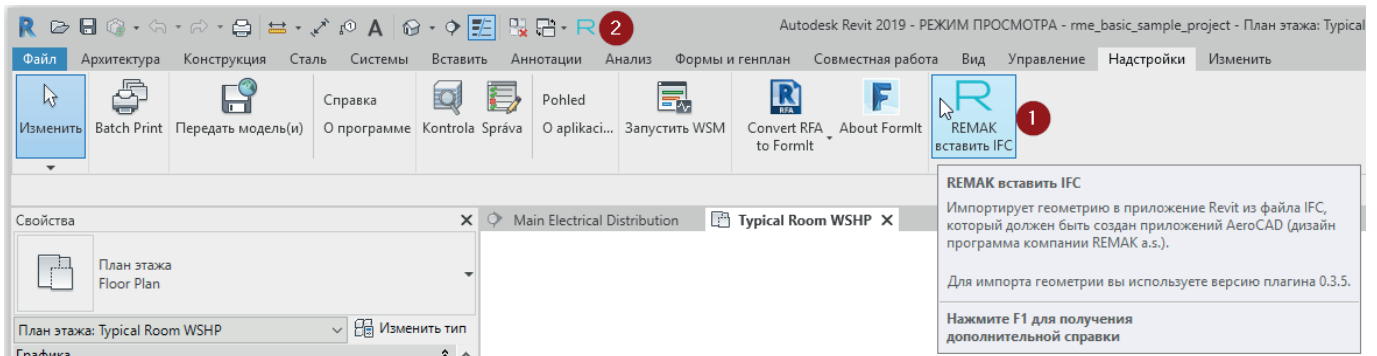 2
Autodesk Revit 2019 - РЕЖИМ ПРОСМОТРА - rme_basic_sample_project - План этажа: Typical
Файл Архитектура Конструкция Сталь Системы Вставить Аннотации Анализ Формы и генплан Совместная работа Вид Управление Надстройки Изменить
Изменить
Batch Print
Передать модель(и)
Справка
О программе
Kontrola
Správa
Pohled
O aplikaci...
Запустить WSM
RFA
Convert RFA
to FormIt
About FormIt
REMAK
вставить IFC
1
REMAK вставить IFC
Импортирует геометрию в приложение Revit из файла IFC,
который должен быть создан приложений AeroCAD (дизайн
программа компании REMAK a.s.).
Для импорта геометрии вы используете версию плагина 0.3.5.
Нажмите F1 для получения
дополнительной справки
Свойства
Main Electrical Distribution
Typical Room WSHP
План этажа
Floor Plan
План этажа: Typical Room WSHP
Изменить тип
Графика